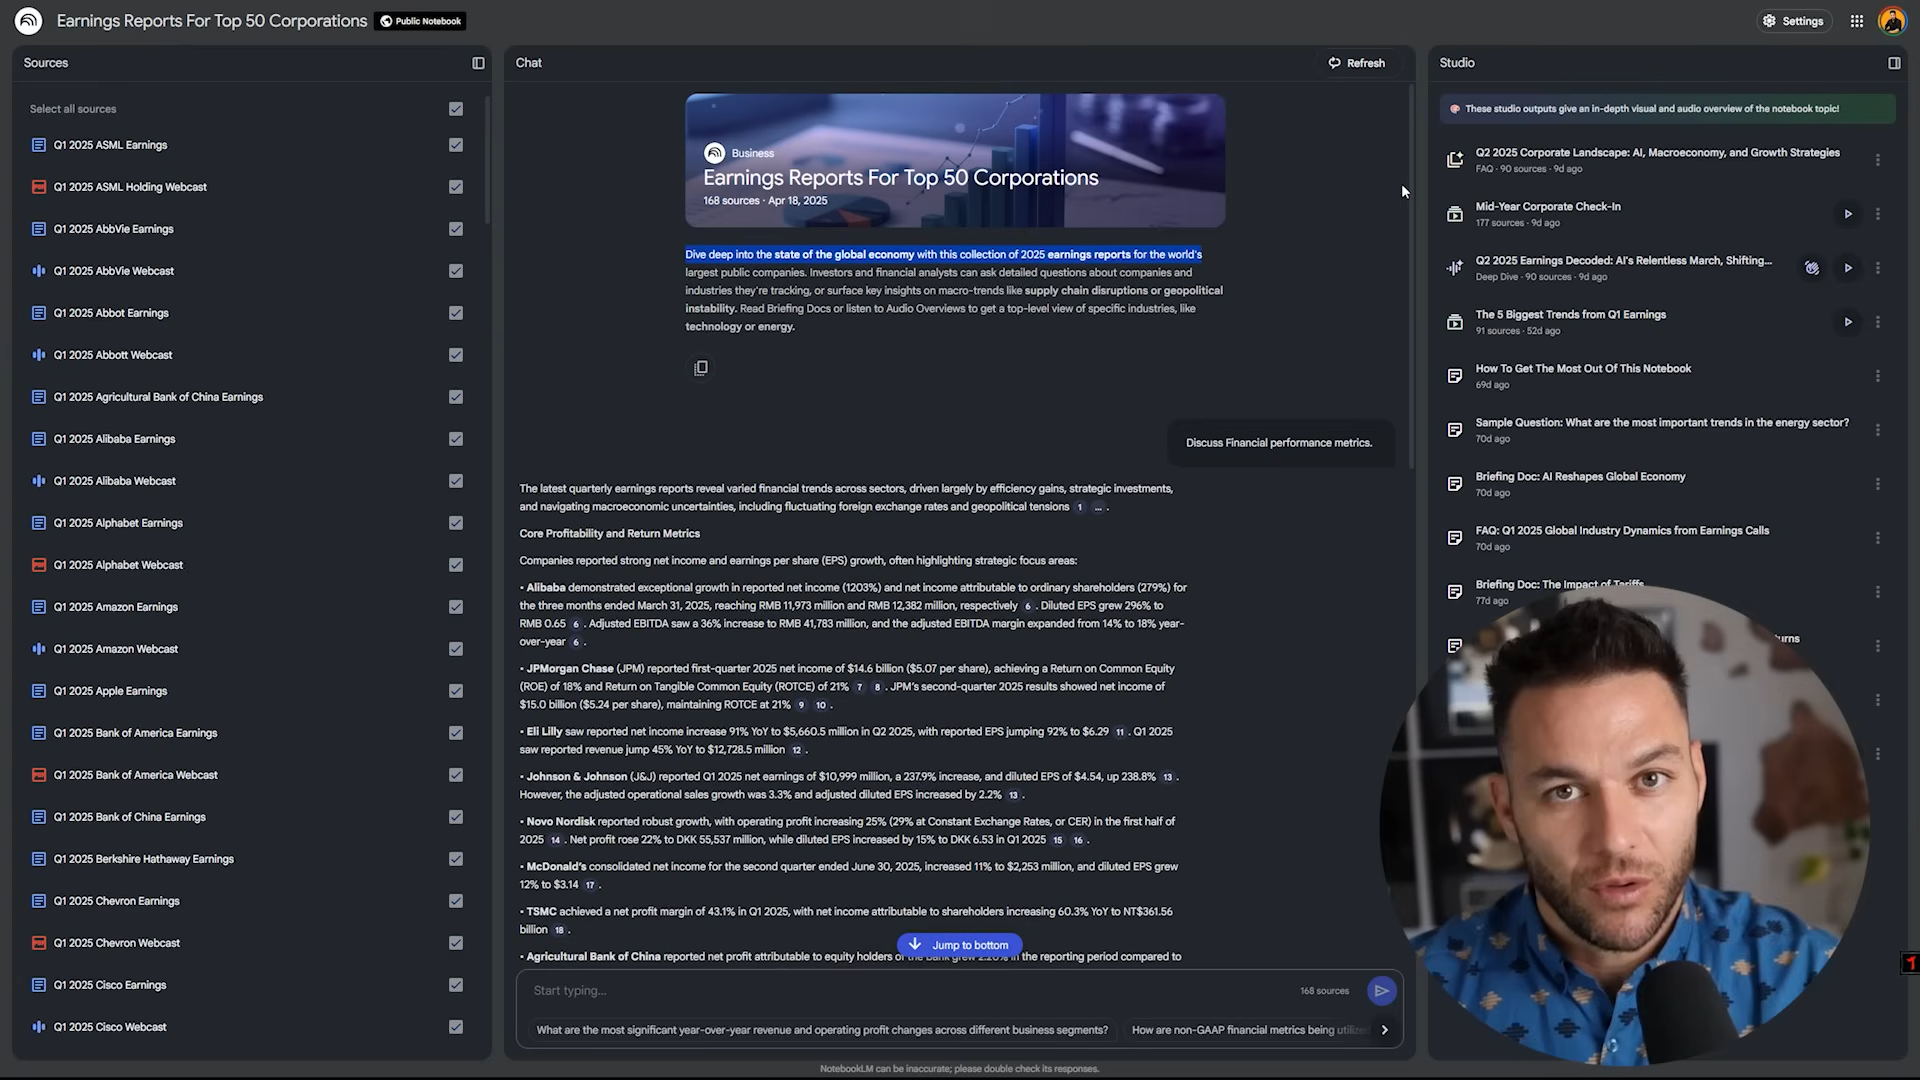 Earnings Reports For Top 50 Corporations
Public Notebook
Settings
Sources
Select all sources
Q1 2025 ASML Earnings
Q1 2025 ASML Holding Webcast
Q1 2025 AbbVie Earnings
Q1 2025 AbbVie Webcast
Q1 2025 Abbot Earnings
Q1 2025 Abbott Webcast
Q1 2025 Agricultural Bank of China Earnings
Q1 2025 Alibaba Earnings
Q1 2025 Alibaba Webcast
Q1 2025 Alphabet Earnings
Q1 2025 Alphabet Webcast
Q1 2025 Amazon Earnings
Q1 2025 Amazon Webcast
Q1 2025 Apple Earnings
Q1 2025 Bank of America Earnings
Q1 2025 Bank of America Webcast
Q1 2025 Bank of China Earnings
Q1 2025 Berkshire Hathaway Earnings
Q1 2025 Chevron Earnings
Q1 2025 Chevron Webcast
Q1 2025 Cisco Earnings
Q1 2025 Cisco Webcast
Chat
Refresh
Business
Earnings Reports For Top 50 Corporations
168 sources · Apr 18, 2025
Dive deep into the state of the global economy with this collection of 2025 earnings reports for the world's
largest public companies. Investors and financial analysts can ask detailed questions about companies and
industries they're tracking, or surface key insights on macro-trends like supply chain disruptions or geopolitical
instability. Read Briefing Docs or listen to Audio Overviews to get a top-level view of specific industries, like
technology or energy.
Discuss Financial performance metrics.
The latest quarterly earnings reports reveal varied financial trends across sectors, driven largely by efficiency gains, strategic investments,
and navigating macroeconomic uncertainties, including fluctuating foreign exchange rates and geopolitical tensions 1 ... .
Core Profitability and Return Metrics
Companies reported strong net income and earnings per share (EPS) growth, often highlighting strategic focus areas:
• Alibaba demonstrated exceptional growth in reported net income (1203%) and net income attributable to ordinary shareholders (279%) for
the three months ended March 31, 2025, reaching RMB 11,973 million and RMB 12,382 million, respectively 6 . Diluted EPS grew 296% to
RMB 0.65 6 . Adjusted EBITDA saw a 36% increase to RMB 41,783 million, and the adjusted EBITDA margin expanded from 14% to 18% year-
over-year 6 .
• JPMorgan Chase (JPM) reported first-quarter 2025 net income of $14.6 billion ($5.07 per share), achieving a Return on Common Equity
(ROE) of 18% and Return on Tangible Common Equity (ROTCE) of 21% 7 8 . JPM's second-quarter 2025 results showed net income of
$15.0 billion ($5.24 per share), maintaining ROTCE at 21% 9 10 .
• Eli Lilly saw reported net income increase 91% YoY to $5,660.5 million in Q2 2025, with reported EPS jumping 92% to $6.29 11 . Q1 2025
saw reported revenue jump 45% YoY to $12,728.5 million 12 .
• Johnson & Johnson (J&J) reported Q1 2025 net earnings of $10,999 million, a 237.9% increase, and diluted EPS of $4.54, up 238.8% 13 .
However, the adjusted operational sales growth was 3.3% and adjusted diluted EPS increased by 2.2% 13 .
• Novo Nordisk reported robust growth, with operating profit increasing 25% (29% at Constant Exchange Rates, or CER) in the first half of
2025 14 . Net profit rose 22% to DKK 55,537 million, while diluted EPS increased by 15% to DKK 6.53 in Q1 2025 15 16 .
• McDonald's consolidated net income for the second quarter ended June 30, 2025, increased 11% to $2,253 million, and diluted EPS grew
12% to $3.14 17 .
• TSMC achieved a net profit margin of 43.1% in Q1 2025, with net income attributable to shareholders increasing 60.3% YoY to NT$361.56
billion 18 .
• Agricultural Bank of China reported net profit attributable to equity holders of the Bank grew in the reporting period compared to
Jump to bottom
Start typing...
168 sources
What are the most significant year-over-year revenue and operating profit changes across different business segments?
How are non-GAAP financial metrics being
NotebookLM can be inaccurate; please double check its responses.
Studio
These studio outputs give an in-depth visual and audio overview of the notebook topic!
Q2 2025 Corporate Landscape: AI, Macroeconomy, and Growth Strategies
FAQ · 90 sources · 9d ago
Mid-Year Corporate Check-In
177 sources · 9d ago
Q2 2025 Earnings Decoded: AI's Relentless March, Shifting...
Deep Dive · 90 sources · 9d ago
The 5 Biggest Trends from Q1 Earnings
91 sources · 52d ago
How To Get The Most Out Of This Notebook
69d ago
Sample Question: What are the most important trends in the energy sector?
70d ago
Briefing Doc: AI Reshapes Global Economy
70d ago
FAQ: Q1 2025 Global Industry Dynamics from Earnings Calls
70d ago
Briefing Doc: The Impact of Tariffs
77d ago